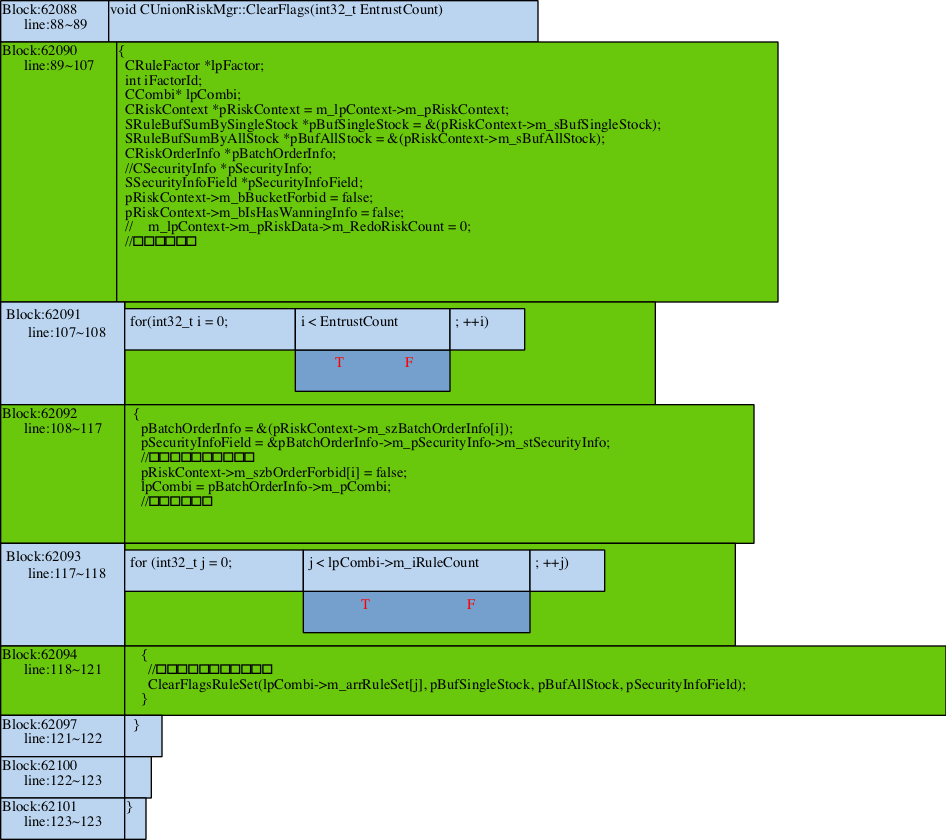 Block:62088
line:88~89
void CUnionRiskMgr::ClearFlags(int32_t EntrustCount)
Block:62090
line:89~107
{
CRuleFactor *lpFactor;
int iFactorId;
CCombi* lpCombi;
CRiskContext *pRiskContext = m_lpContext->m_pRiskContext;
SRuleBufSumBySingleStock *pBufSingleStock = &(pRiskContext->m_sBufSingleStock);
SRuleBufSumByAllStock *pBufAllStock = &(pRiskContext->m_sBufAllStock);
CRiskOrderInfo *pBatchOrderInfo;
//CSecurityInfo *pSecurityInfo;
SSecurityInfoField *pSecurityInfoField;
pRiskContext->m_bBucketForbid = false;
pRiskContext->m_bIsHasWanningInfo = false;
// m_lpContext->m_pRiskData->m_RedoRiskCount = 0;
//□□□□□□
Block:62091
line:107~108
for(int32_t i = 0; i < EntrustCount ; ++i)
T F
Block:62092
line:108~117
{
pBatchOrderInfo = &(pRiskContext->m_szBatchOrderInfo[i]);
pSecurityInfoField = &pBatchOrderInfo->m_pSecurityInfo->m_stSecurityInfo;
//□□□□□□□□□□
pRiskContext->m_szbOrderForbid[i] = false;
lpCombi = pBatchOrderInfo->m_pCombi;
//□□□□□□
Block:62093
line:117~118
for (int32_t j = 0; j < lpCombi->m_iRuleCount ; ++j)
T F
Block:62094
line:118~121
{
//□□□□□□□□□□□
ClearFlagsRuleSet(lpCombi->m_arrRuleSet[j], pBufSingleStock, pBufAllStock, pSecurityInfoField);
}
Block:62097
line:121~122
}
Block:62100
line:122~123
Block:62101
line:123~123
}